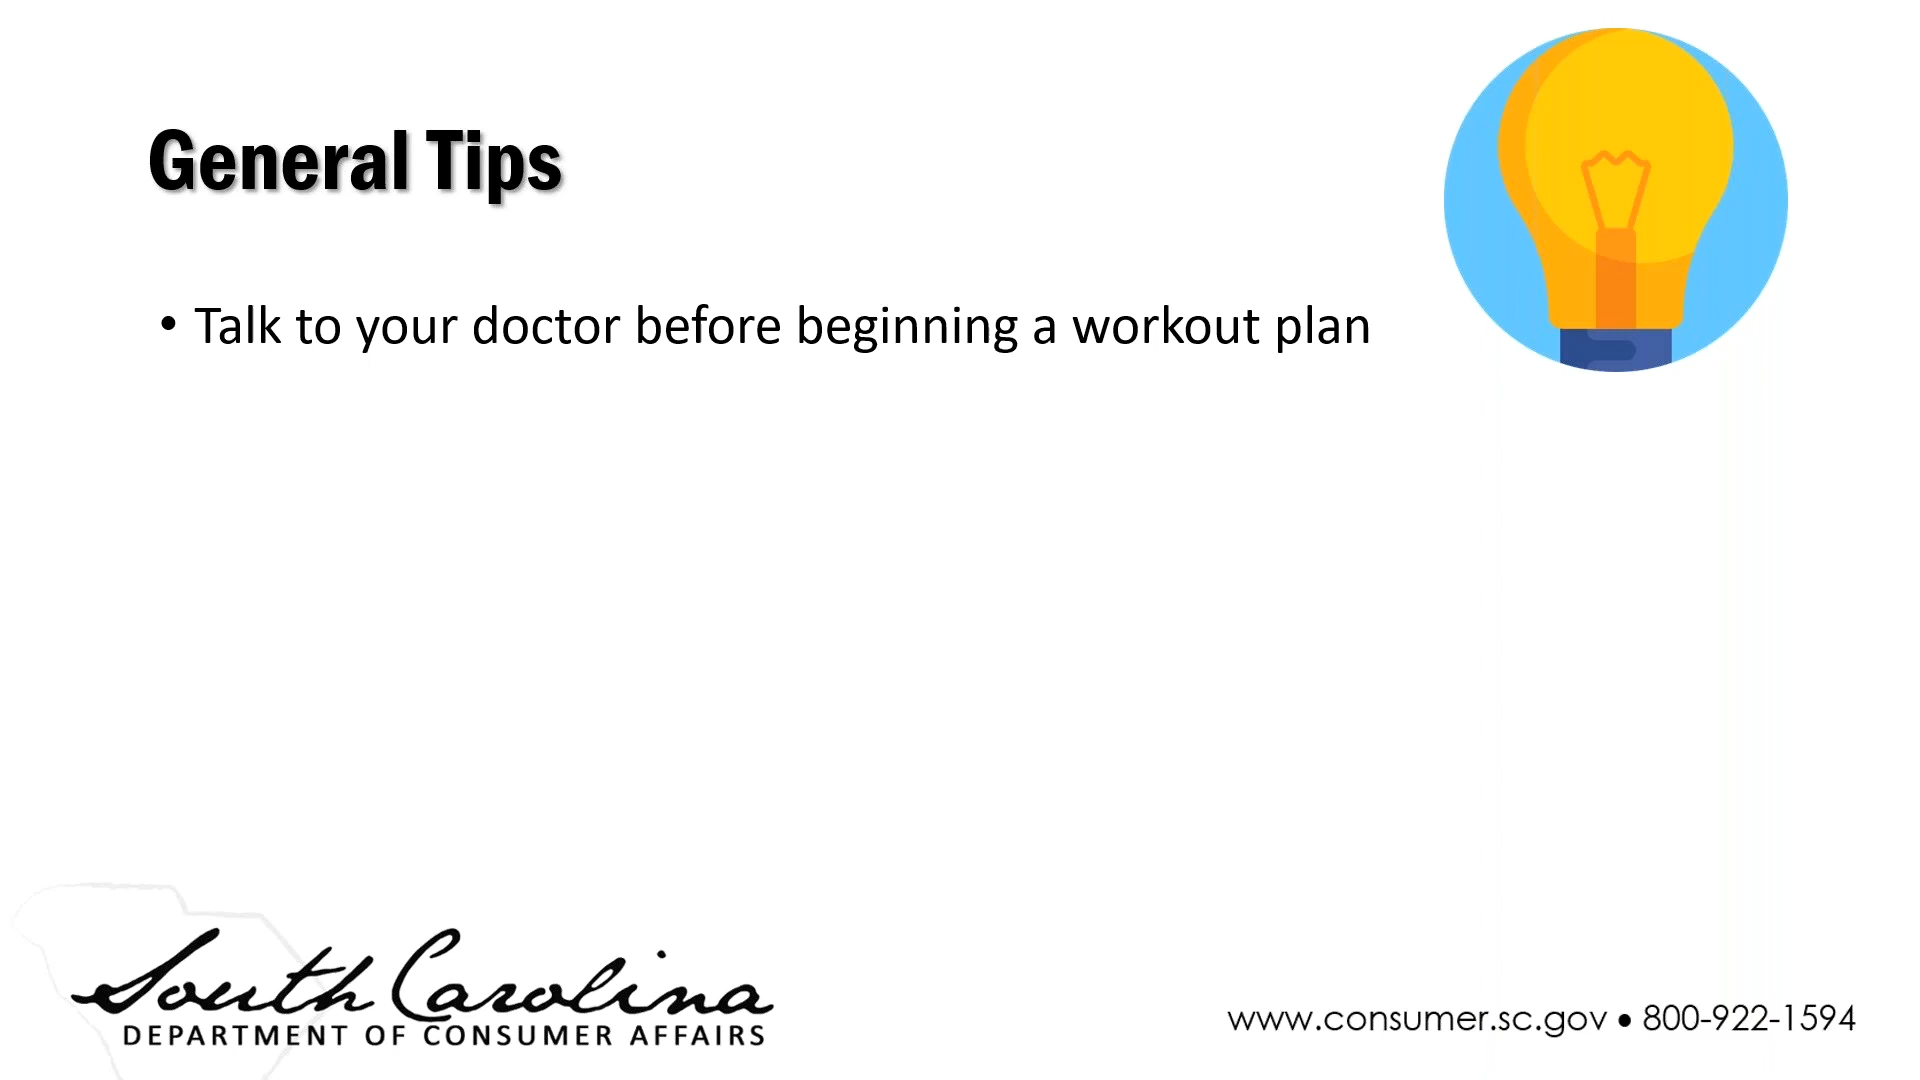 General Tips
• Talk to your doctor before beginning a workout plan
South Carolina
DEPARTMENT OF CONSUMER AFFAIRS
www.consumer.sc.gov • 800-922-1594